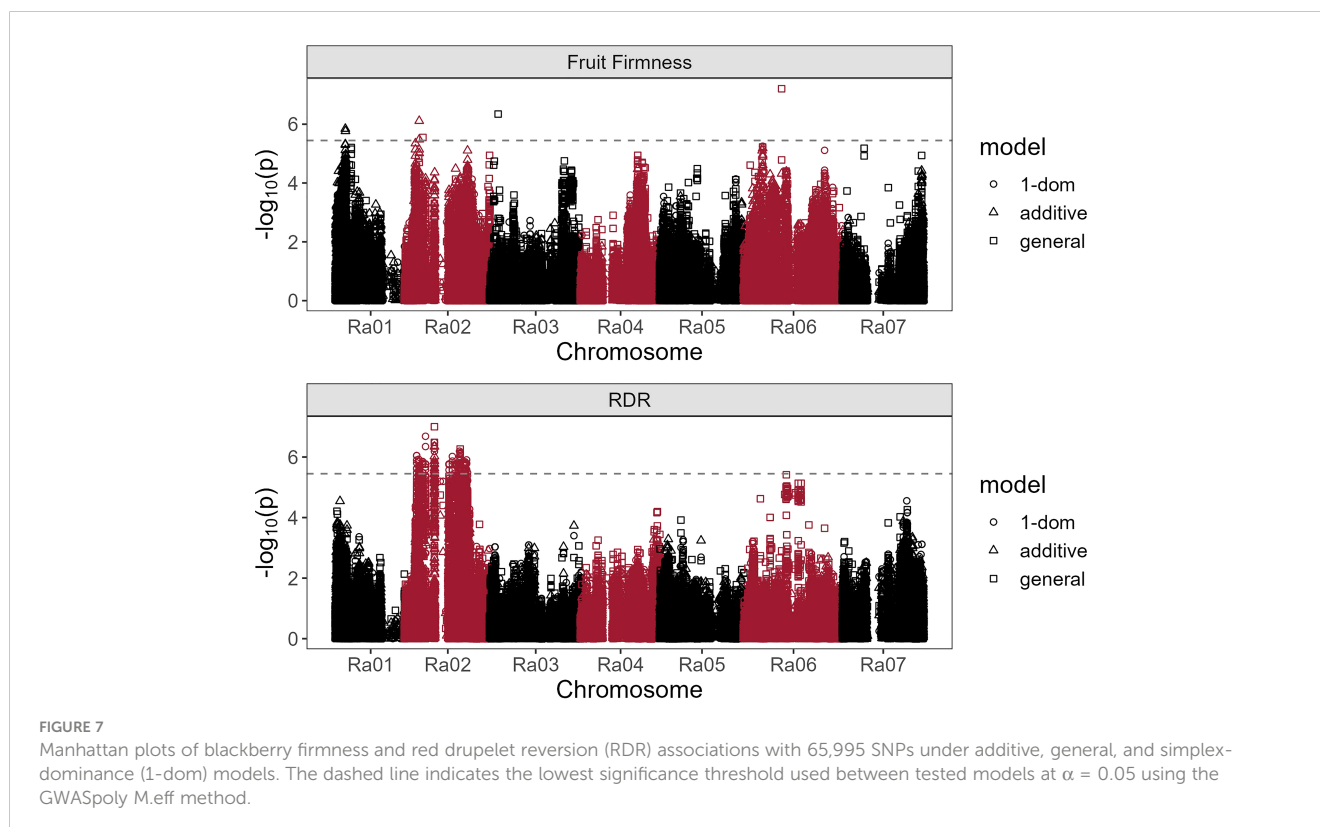 Fruit Firmness
6
4
2
0
-log10(p)
Ra01 Ra02 Ra03 Ra04 Ra05 Ra06 Ra07
Chromosome
model
1-dom
additive
general
RDR
6
4
2
0
-log10(p)
Ra01 Ra02 Ra03 Ra04 Ra05 Ra06 Ra07
Chromosome
model
1-dom
additive
general
FIGURE 7
Manhattan plots of blackberry firmness and red drupelet reversion (RDR) associations with 65,995 SNPs under additive, general, and simplex-
dominance (1-dom) models. The dashed line indicates the lowest significance threshold used between tested models at α = 0.05 using the
GWASpoly M.eff method.